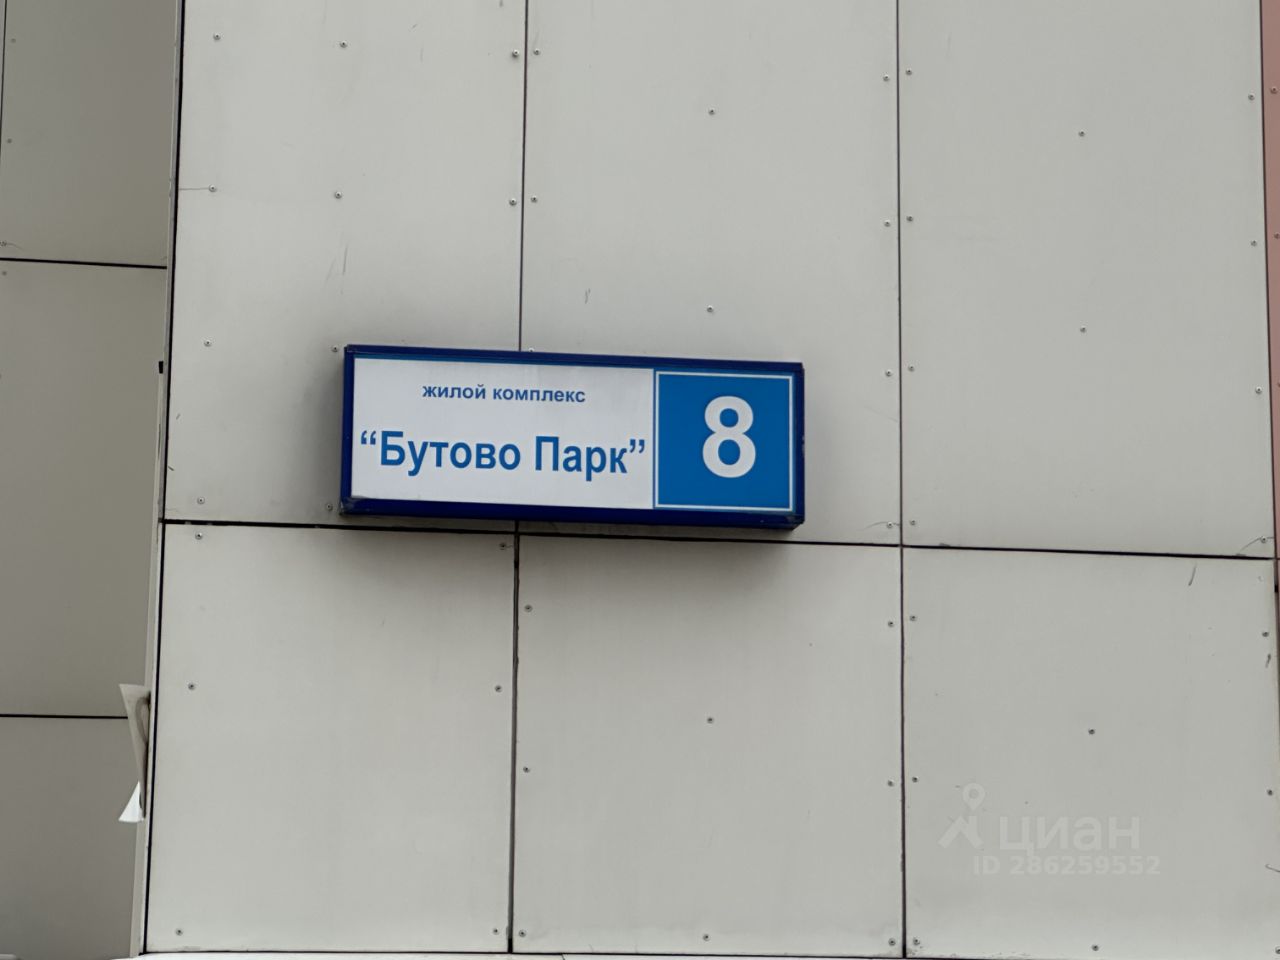 жилой комплекс
“Бутово Парк”
8
циан
ID 286259552